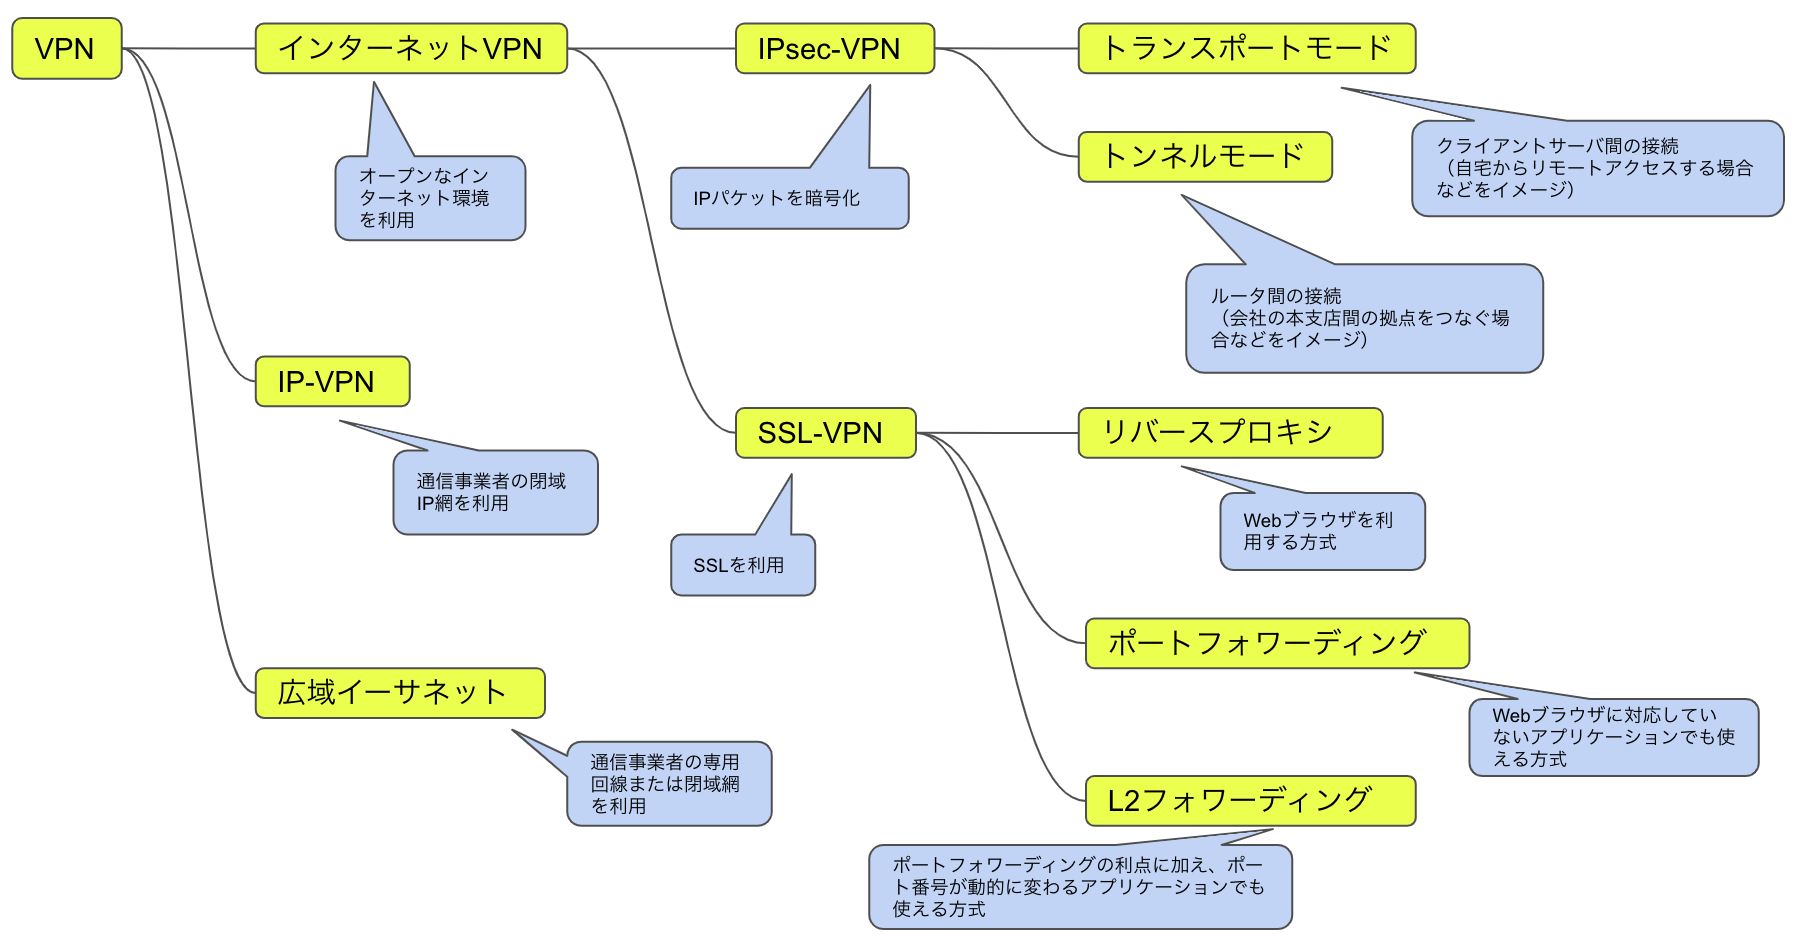 VPN
インターネットVPN
IPsec-VPN
トランスポートモード
オープンなイン
ターネット環境
を利用
IPパケットを暗号化
トンネルモード
クライアントサーバ間の接続
（自宅からリモートアクセスする場合
などをイメージ）
ルータ間の接続
（会社の本支店間の拠点をつなぐ場
合などをイメージ）
IP-VPN
通信事業者の閉域
IP網を利用
SSL-VPN
リバースプロキシ
SSLを利用
Webブラウザを利
用する方式
ポートフォワーディング
Webブラウザに対応してい
ないアプリケーションでも使
える方式
広域イーサネット
通信事業者の専用
回線または閉域網
を利用
L2フォワーディング
ポートフォワーディングの利点に加え、ポー
ト番号が動的に変わるアプリケーションでも
使える方式